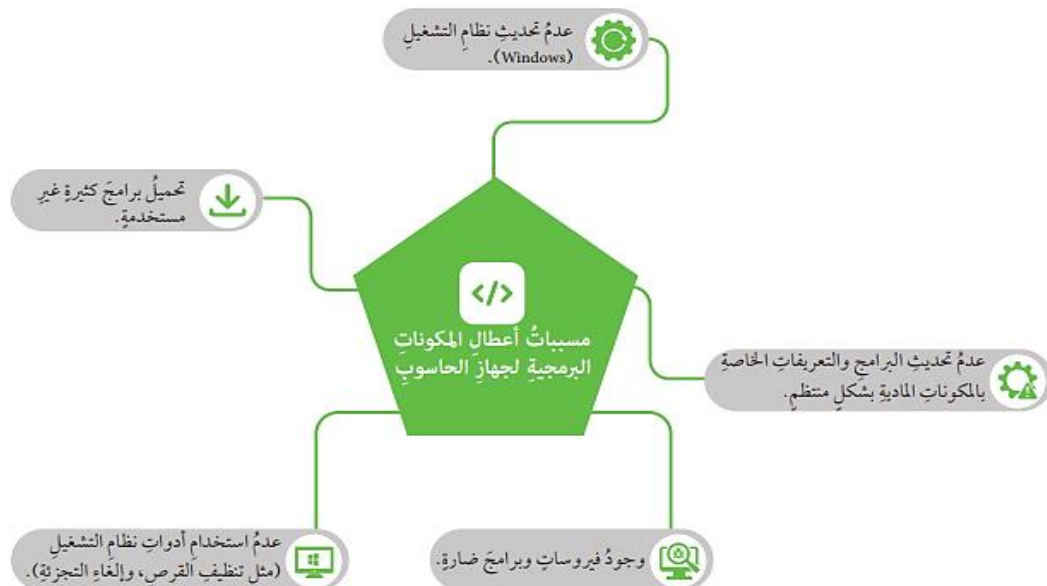 عدمُ تحديثِ نظامِ التشغيلِ
(Windows).
تحميلُ برامجَ كثيرةٍ غيرِ
مستخدمةٍ.
</>
مسبباتُ أعطالِ المكوناتِ
البرمجيةِ لجهازِ الحاسوبِ
عدمُ تحديثِ البرامجِ والتعريفاتِ الخاصةِ
بالمكوناتِ الماديةِ بشكلٍ منتظمٍ.
وجودُ فيروساتٍ وبرامجَ ضارةٍ.
عدمُ استخدامِ أدواتِ نظامِ التشغيلِ
(مثل تنظيفِ القرص، وإلغاءِ التجزئةِ).